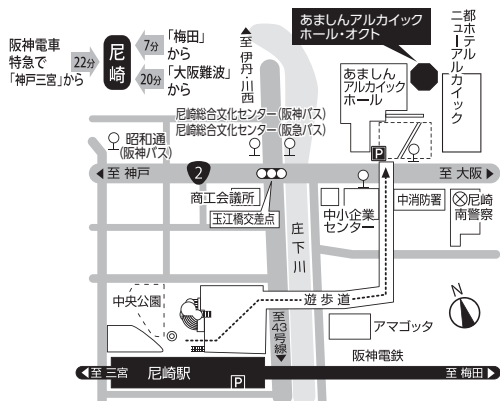 阪神電車
特急で
「神戸三宮」から
22分
尼崎
7分
「梅田」
から
20分
「大阪難波」
から
至 伊丹・川西
あましんアルカイック
ホール・オクト
都ホテル
ニューアルカイック
あましん
アルカイック
ホール
尼崎総合文化センター(阪神バス)
尼崎総合文化センター(阪急バス)
昭和通
(阪神バス)
P
至 神戸
2
至 大阪
商工会議所
玉江橋交差点
中小企業
センター
中消防署
尼崎
南警察
庄下川
N
中央公園
遊歩道
至43号線
アマゴッタ
阪神電鉄
至 三宮
尼崎駅
P
至 梅田